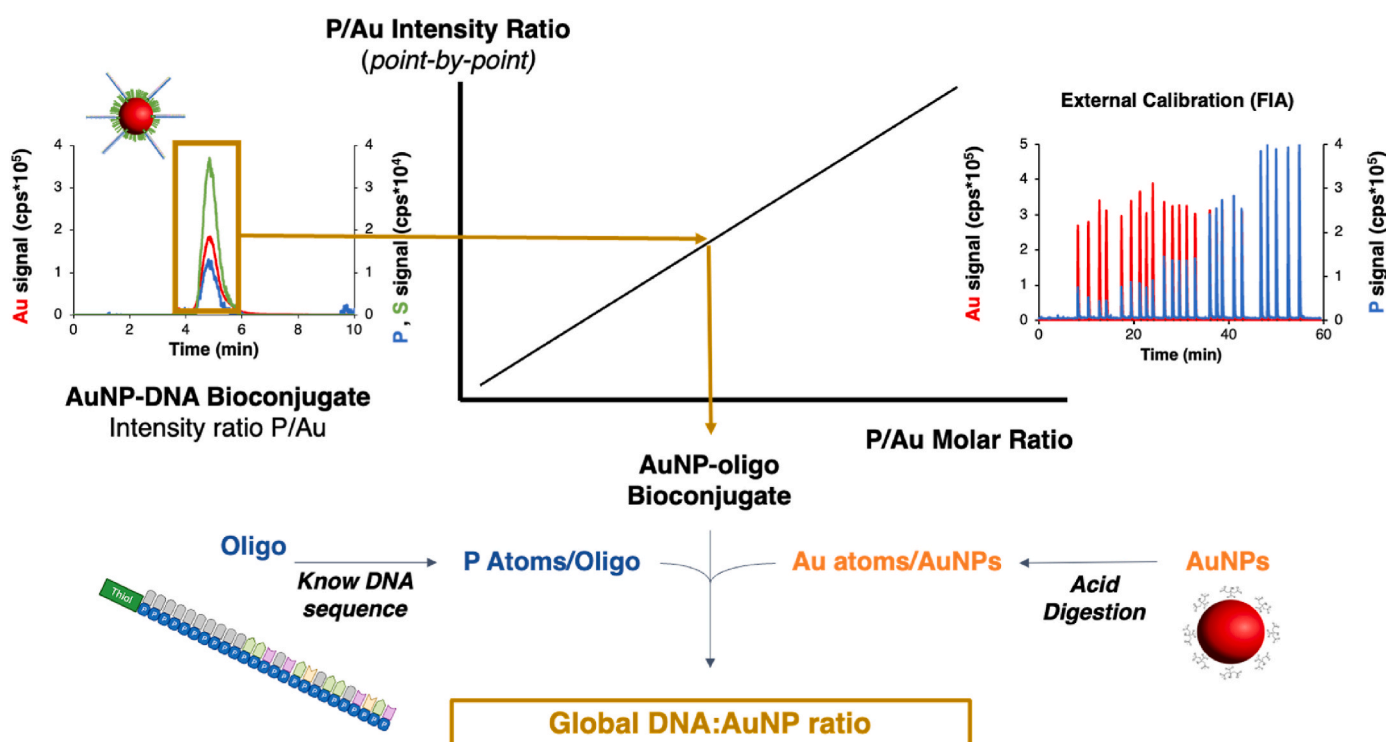 P/Au Intensity Ratio
(point-by-point)
External Calibration (FIA)
Au signal (cps*10⁵)
4
3
2
1
0
4
3
2
1
0
P, S signal (cps*10⁴)
0 2 4 6 8 10
Time (min)
AuNP-DNA Bioconjugate
Intensity ratio P/Au
Au signal (cps*10⁵)
5
4
3
2
1
0
4
3
2
1
0
P signal (cps*10⁵)
0 20 40 60
Time (min)
P/Au Molar Ratio
AuNP-oligo
Bioconjugate
Oligo
Know DNA
sequence
P Atoms/Oligo
Au atoms/AuNPs
Acid
Digestion
AuNPs
Thiol
P P P P P P P P P P P P P P P P P P P P P P P P P
Global DNA:AuNP ratio